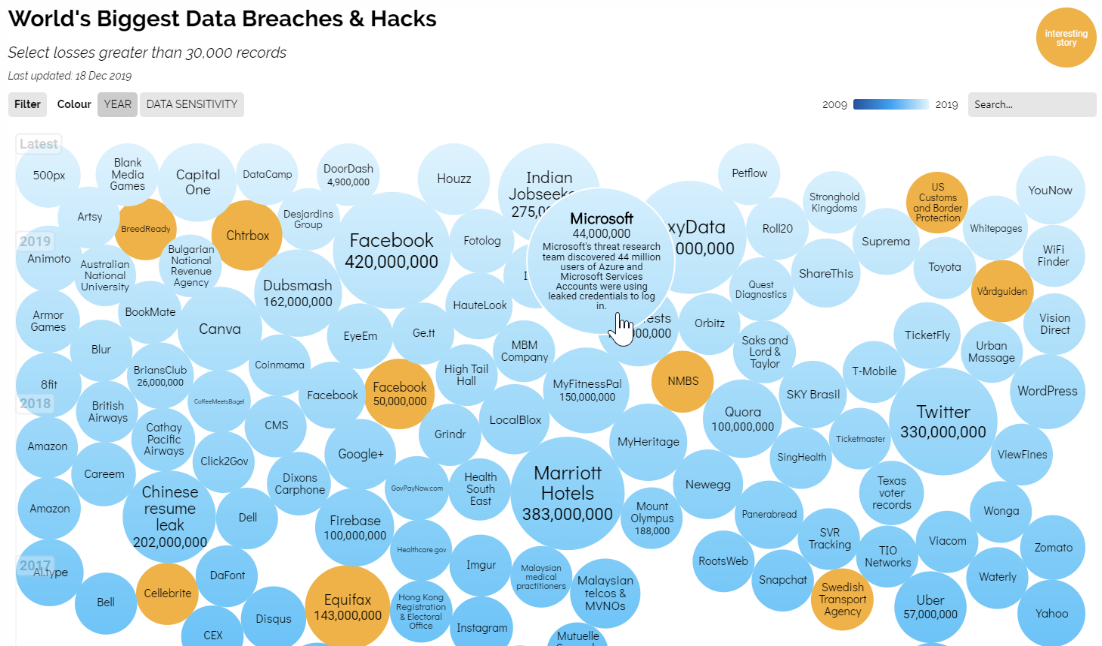 World's Biggest Data Breaches & Hacks
interesting
story
Select losses greater than 30,000 records
Last updated: 18 Dec 2019
Filter
Colour
YEAR
DATA SENSITIVITY
2009
2019
Search...
Latest
500px
Blank
Media
Games
Capital
One
DataCamp
DoorDash
4,900,000
Houzz
Indian
Jobseek
275,0
Petflow
Stronghold
Kingdoms
US
Customs
and Border
Protection
YouNow
Artsy
BreedReady
Chtrbox
Desjardins
Group
Facebook
420,000,000
Fotolog
Microsoft
44,000,000
Microsoft's threat research
team discovered 44 million
users of Azure and
Microsoft Services
Accounts were using
leaked credentials to log
in.
xyData
000,000
Roll20
Suprema
Whitepages
WiFi
Finder
2019
Animoto
Australian
National
University
Bulgarian
National
Revenue
Agency
Dubsmash
162,000,000
Quest
Diagnostics
ShareThis
Toyota
Vårdguiden
Armor
Games
BookMate
Canva
HauteLook
ests
000,000
Orbitz
Vision
Direct
Blur
EyeEm
Ge.tt
MBM
Company
Saks and
Lord &
Taylor
TicketFly
Urban
Massage
8fit
BriansClub
26,000,000
Coinmama
High Tail
Hall
T-Mobile
2018
British
Airways
CoffeeMeetsBagel
Facebook
Facebook
50,000,000
MyFitnessPal
150,000,000
NMBS
SKY Brasil
WordPress
Amazon
Cathay
Pacific
Airways
CMS
Grindr
LocalBlox
MyHeritage
Quora
100,000,000
Ticketmaster
Twitter
330,000,000
Careem
Click2Gov
Google+
SingHealth
ViewFines
Amazon
Chinese
resume
leak
202,000,000
Dixons
Carphone
GovPayNow.com
Health
South
East
Marriott
Hotels
383,000,000
Newegg
Texas
voter
records
Dell
Firebase
100,000,000
Mount
Olympus
188,000
Panerabread
Wonga
2017
Al.type
DaFont
Healthcare.gov
Imgur
Malaysian
medical
practitioners
RootsWeb
SVR
Tracking
TIO
Networks
Viacom
Zomato
Bell
Cellebrite
Equifax
143,000,000
Hong Kong
Registration
& Electoral
Office
Malaysian
telcos &
MVNOs
Snapchat
Swedish
Transport
Agency
Uber
57,000,000
Waterly
Yahoo
CEX
Disqus
Instagram
Mutuelle